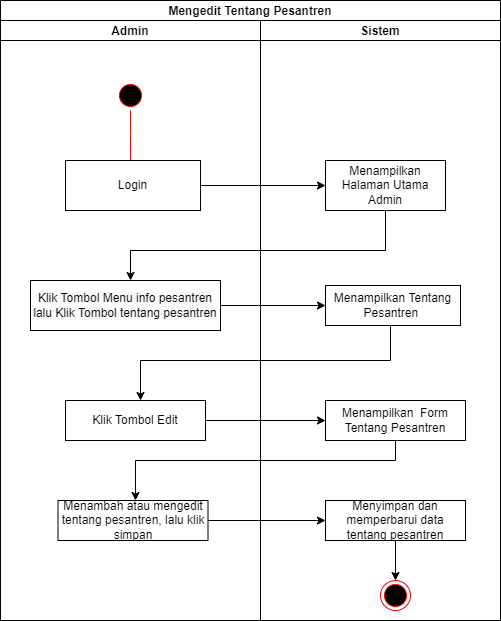 Mengedit Tentang Pesantren
Admin
Sistem
Login
Menampilkan
Halaman Utama
Admin
Klik Tombol Menu info pesantren
lalu Klik Tombol tentang pesantren
Menampilkan Tentang
Pesantren
Klik Tombol Edit
Menampilkan Form
Tentang Pesantren
Menambah atau mengedit
tentang pesantren, lalu klik
simpan
Menyimpan dan
memperbarui data
tentang pesantren